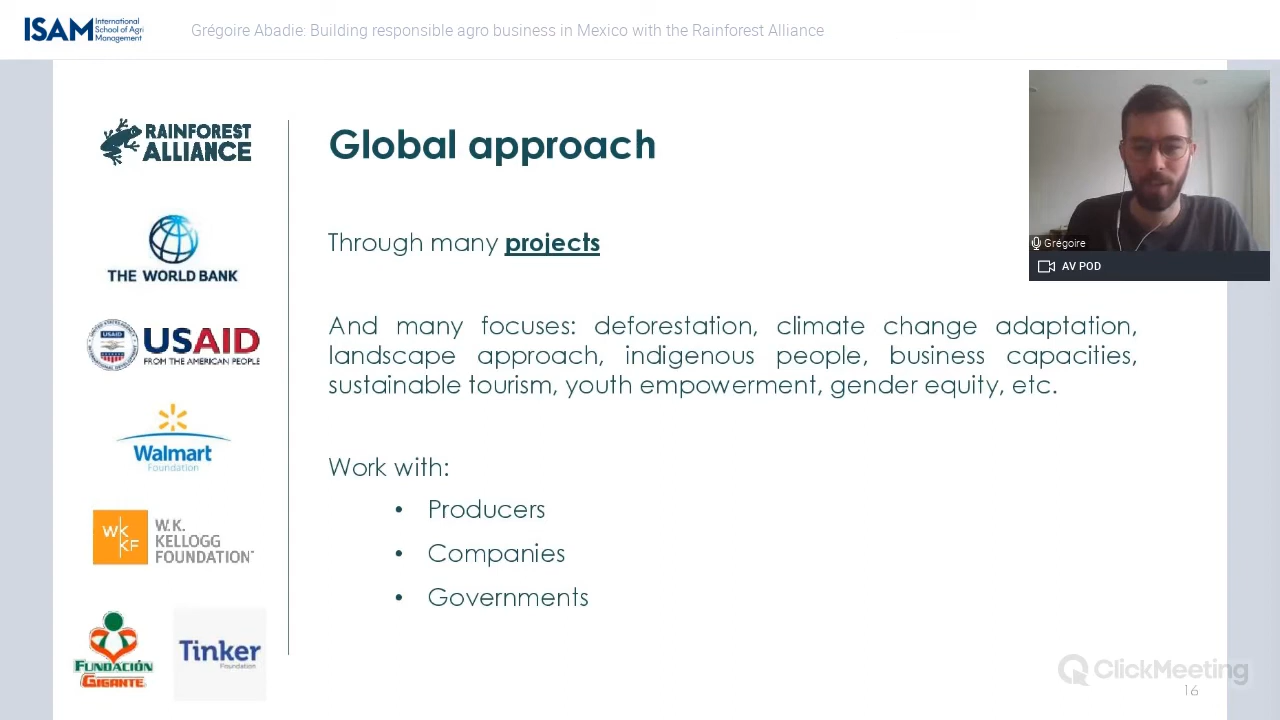 ISAM International
School of Agri
Management
Grégoire Abadie: Building responsible agro business in Mexico with the Rainforest Alliance
RAINFOREST
ALLIANCE
THE WORLD BANK
USAID
FROM THE AMERICAN PEOPLE
Walmart
Foundation
WK
KF
W.K.
KELLOGG
FOUNDATION
FUNDACIÓN
GIGANTE
Tinker
Foundation
Global approach
Through many projects
And many focuses: deforestation, climate change adaptation,
landscape approach, indigenous people, business capacities,
sustainable tourism, youth empowerment, gender equity, etc.
Work with:
• Producers
• Companies
• Governments
Grégoire
AV POD
ClickMeeting
16